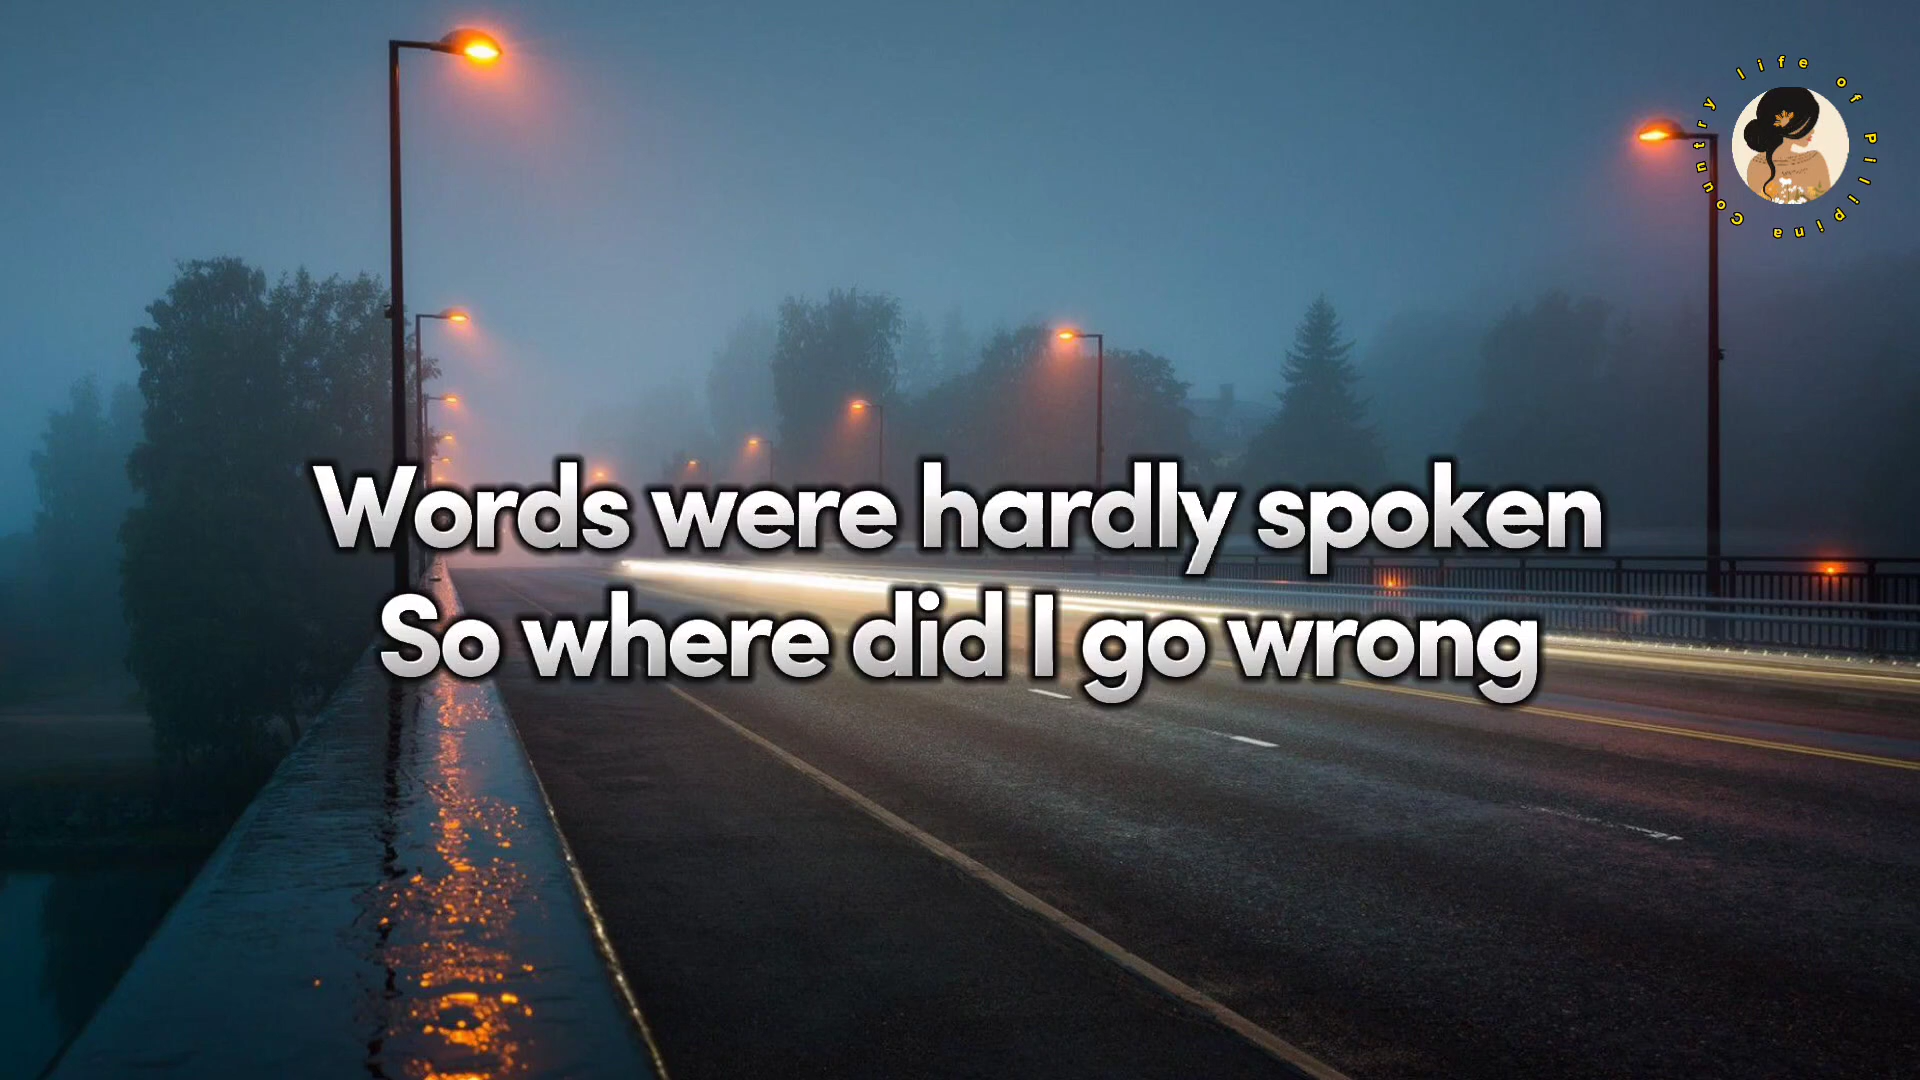 Country life of Pilipina
Words were hardly spoken
So where did I go wrong